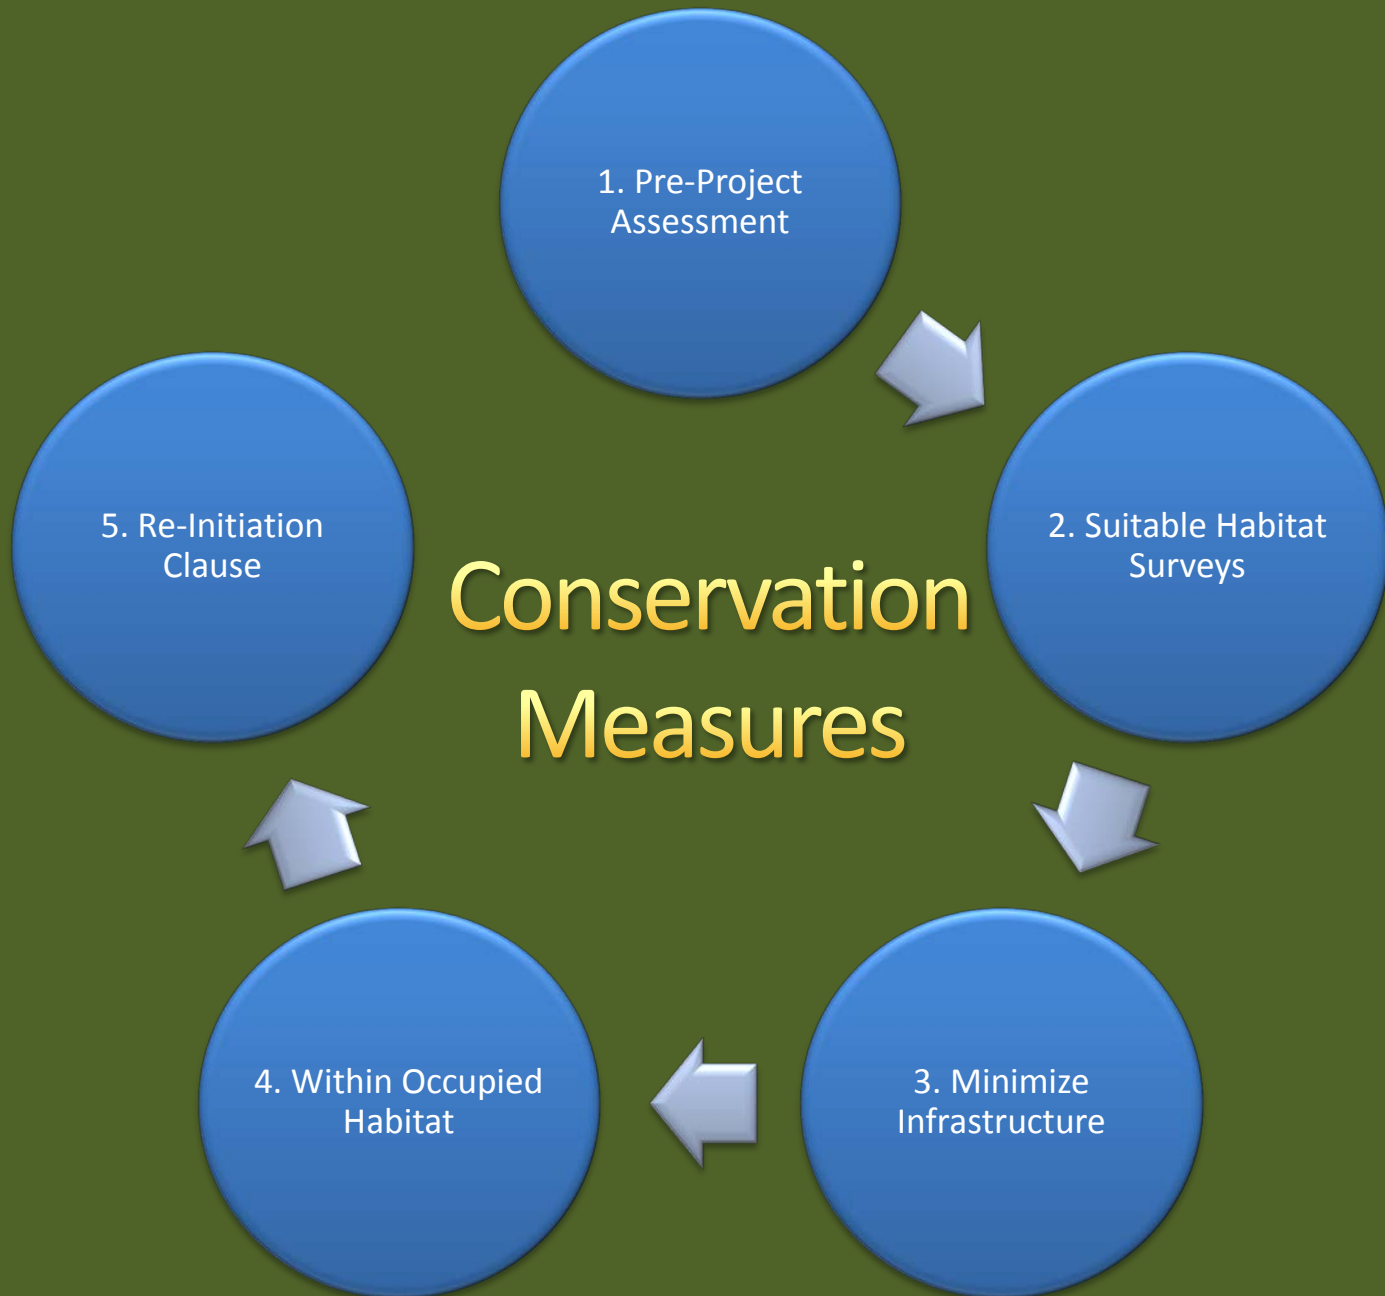 1. Pre-Project
Assessment
2. Suitable Habitat
Surveys
3. Minimize
Infrastructure
4. Within Occupied
Habitat
5. Re-Initiation
Clause
Conservation
Measures